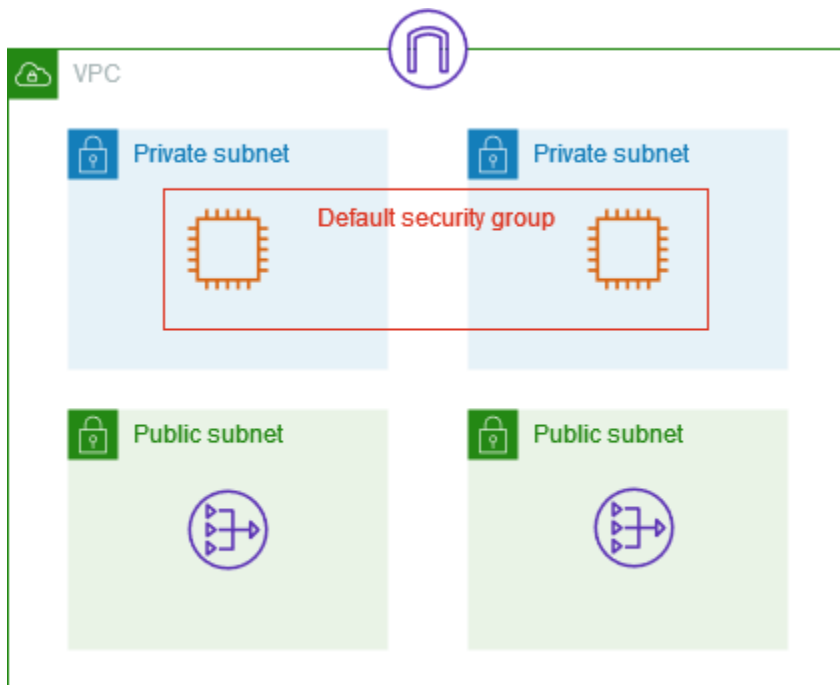 VPC
Private subnet
Private subnet
Default security group
Public subnet
Public subnet